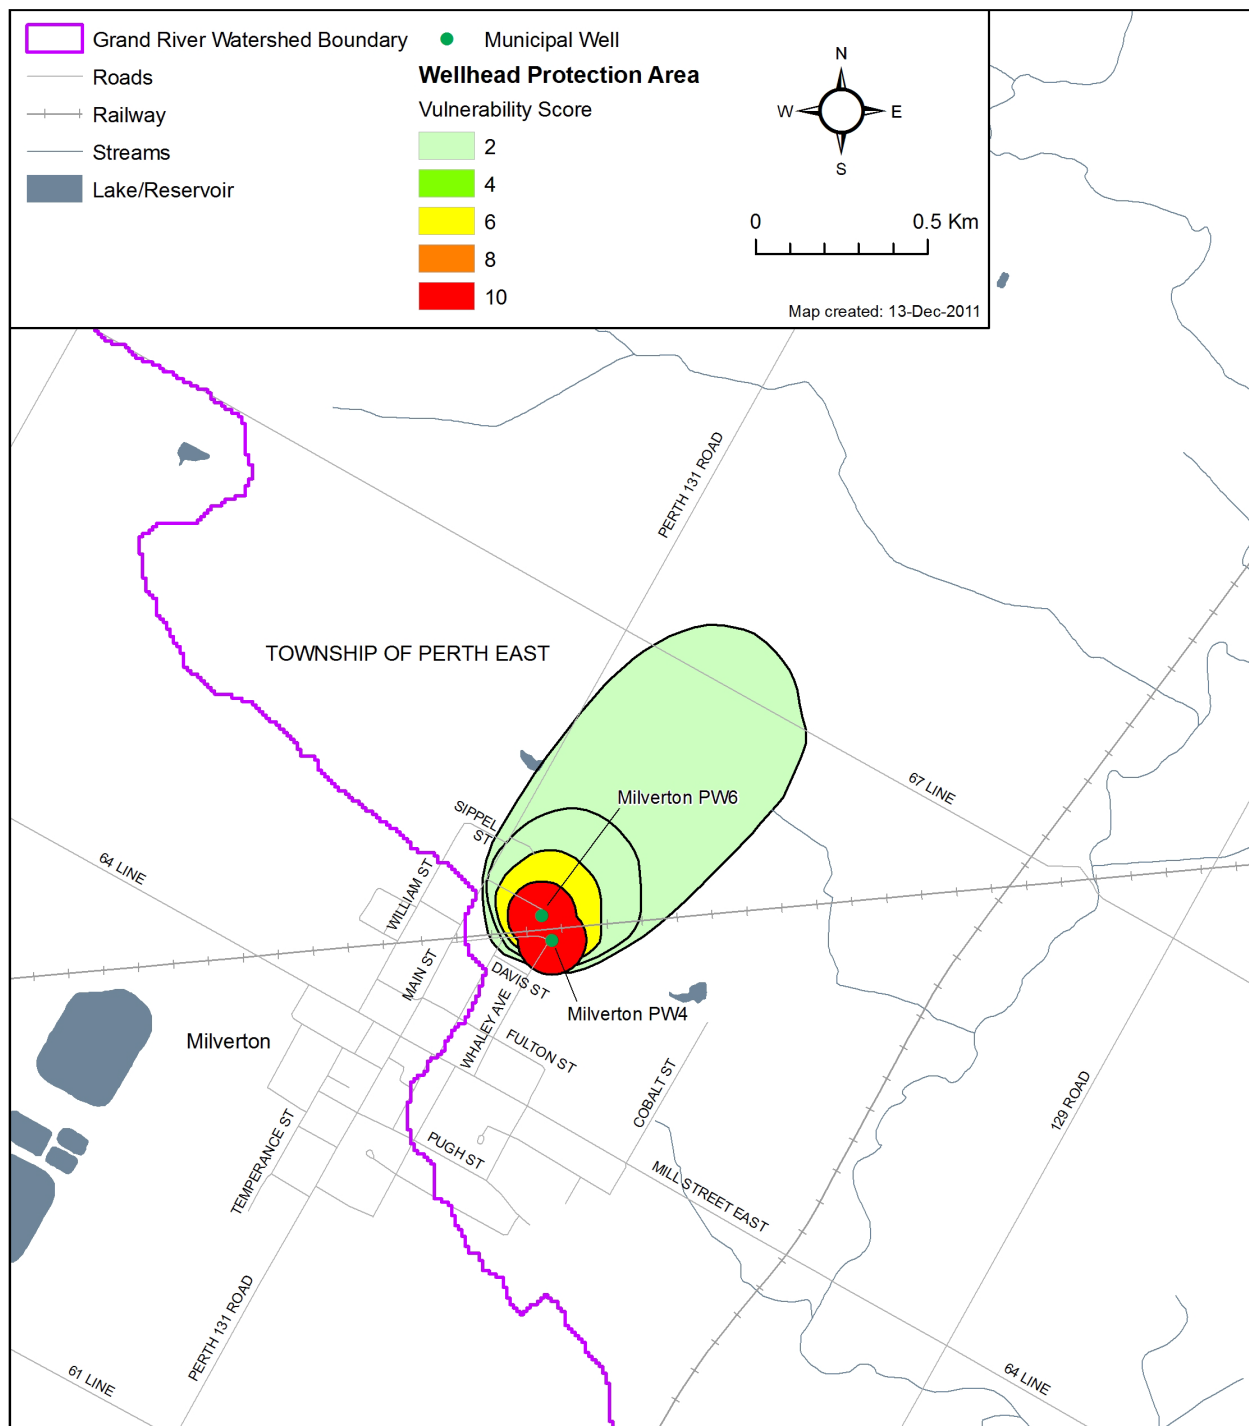 Grand River Watershed Boundary
Roads
Railway
Streams
Lake/Reservoir
Municipal Well
Wellhead Protection Area
Vulnerability Score
2
4
6
8
10
N
W E
S
0 0.5 Km
Map created: 13-Dec-2011
PERTH 131 ROAD
TOWNSHIP OF PERTH EAST
67 LINE
Milverton PW6
SIPPEL
ST
64 LINE
WILLIAM ST
MAIN ST
DAVIS ST
Milverton PW4
WHALEY AVE
Milverton
FULTON ST
COBALT ST
129 ROAD
TEMPERANCE ST
PUGH ST
MILL STREET EAST
PERTH 131 ROAD
61 LINE
64 LINE